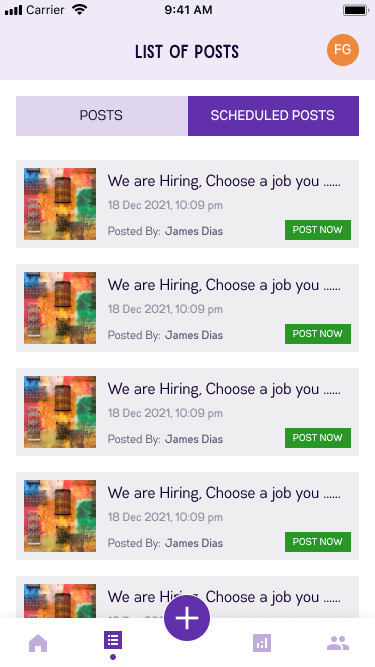 Carrier 9:41 AM
LIST OF POSTS
FG
POSTS
SCHEDULED POSTS
We are Hiring, Choose a job you ......
18 Dec 2021, 10:09 pm
Posted By: James Dias
POST NOW
We are Hiring, Choose a job you ......
18 Dec 2021, 10:09 pm
Posted By: James Dias
POST NOW
We are Hiring, Choose a job you ......
18 Dec 2021, 10:09 pm
Posted By: James Dias
POST NOW
We are Hiring, Choose a job you ......
18 Dec 2021, 10:09 pm
Posted By: James Dias
POST NOW
We are Hiring, Choose a job you ......
18 Dec